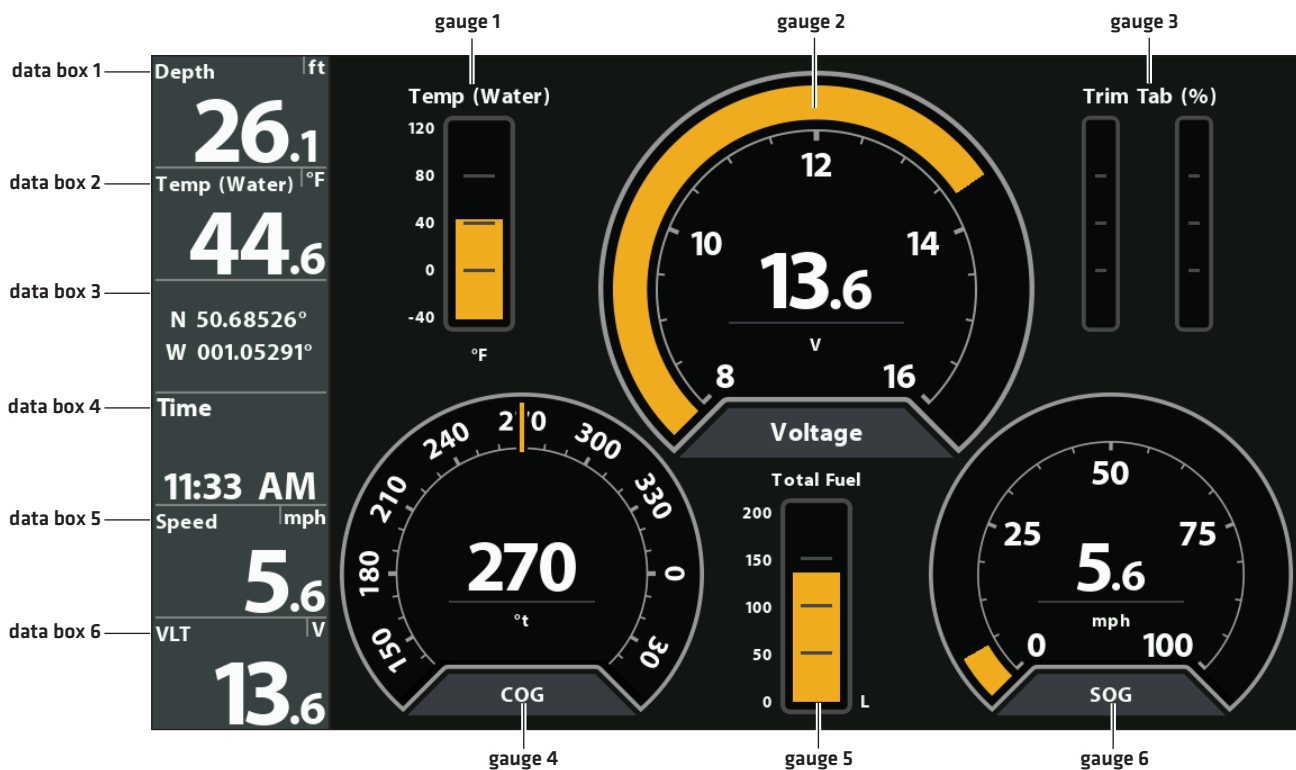 gauge 1
gauge 2
gauge 3
data box 1
Depth ft
26.1
data box 2
Temp (Water) °F
44.6
data box 3
N 50.68526°
W 001.05291°
data box 4
Time
11:33 AM
data box 5
Speed mph
5.6
data box 6
VLT V
13.6
Temp (Water)
120
80
40
0
-40
°F
8
10
12
14
16
13.6
V
Voltage
Trim Tab (%)
150
180
210
240
270
300
330
0
30
270
°t
COG
Total Fuel
200
150
100
50
0 L
0
25
50
75
100
5.6
mph
SOG
gauge 4
gauge 5
gauge 6